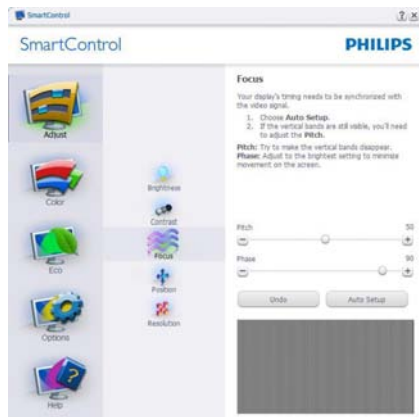 SmartControl
SmartControl
PHILIPS
Adjust
Color
Eco
Options
Help
Brightness
Contrast
Focus
Position
Resolution
Focus
Your display's timing needs to be synchronized with
the video signal.
1. Choose Auto Setup.
2. If the vertical bands are still visible, you'll need
to adjust the Pitch.
Pitch: Try to make the vertical bands disappear.
Phase: Adjust to the brightest setting to minimize
movement on the screen.
Pitch 50
Phase 90
Undo Auto Setup